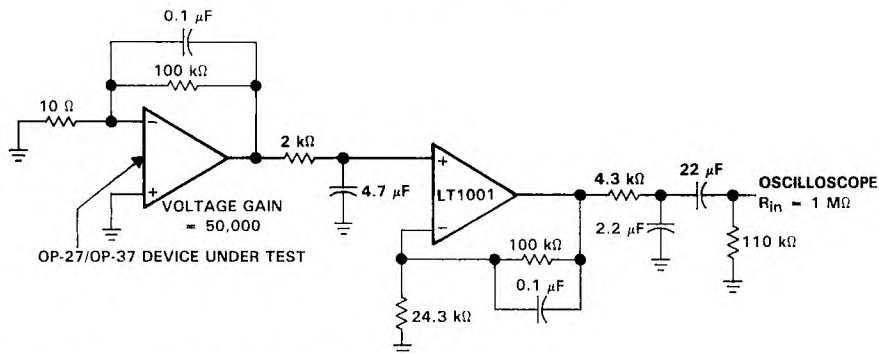 0.1 µF
100 kΩ
10 Ω
−
+
VOLTAGE GAIN
= 50,000
OP-27/OP-37 DEVICE UNDER TEST
2 kΩ
4.7 µF
+
LT1001
−
100 kΩ
0.1 µF
24.3 kΩ
4.3 kΩ
22 µF
2.2 µF
110 kΩ
OSCILLOSCOPE
Rin = 1 MΩ